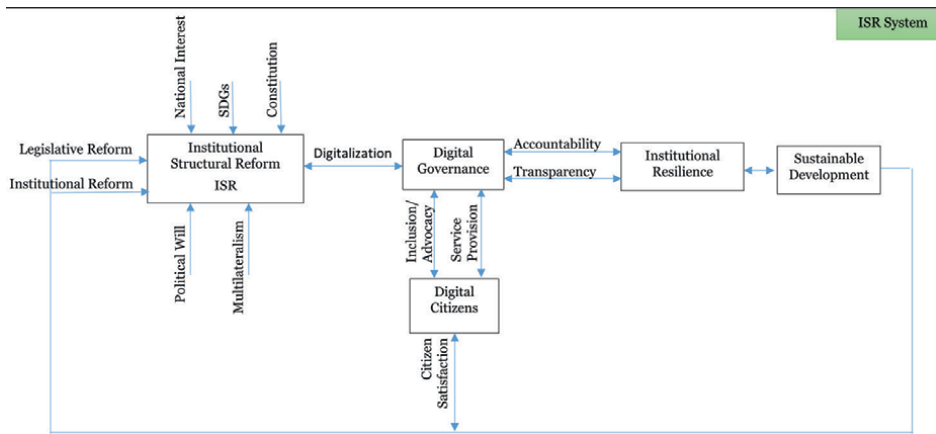 ISR System
National Interest
SDGs
Constitution
Legislative Reform
Institutional Reform
Institutional
Structural Reform
ISR
Political Will
Multilateralism
Digitalization
Digital
Governance
Accountability
Transparency
Institutional
Resilience
Sustainable
Development
Inclusion/
Advocacy
Service
Provision
Digital
Citizens
Citizen
Satisfaction